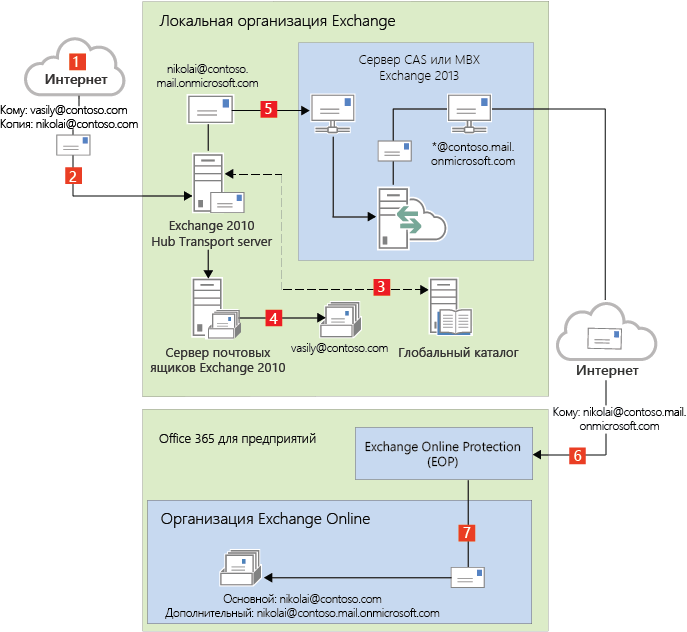 Локальная организация Exchange
1
Интернет
Кому: vasily@contoso.com
Копия: nikolai@contoso.com
2
nikolai@contoso.
mail.onmicrosoft.com
5
Сервер CAS или MBX
Exchange 2013
*@contoso.mail.
onmicrosoft.com
Exchange 2010
Hub Transport server
3
4
Сервер почтовых
ящиков Exchange 2010
vasily@contoso.com
Глобальный каталог
Интернет
Кому: nikolai@contoso.mail.
onmicrosoft.com
6
Office 365 для предприятий
Exchange Online Protection
(EOP)
7
Организация Exchange Online
Основной: nikolai@contoso.com
Дополнительный: nikolai@contoso.mail.onmicrosoft.com